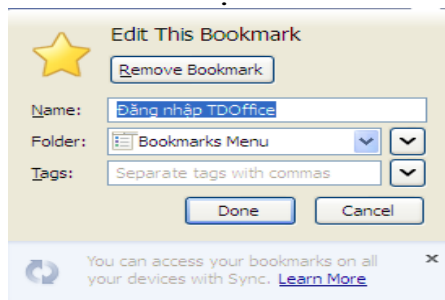 Edit This Bookmark
Remove Bookmark
Name: Đăng nhập TDOffice
Folder: Bookmarks Menu
Tags: Separate tags with commas
Done Cancel
You can access your bookmarks on all
your devices with Sync. Learn More